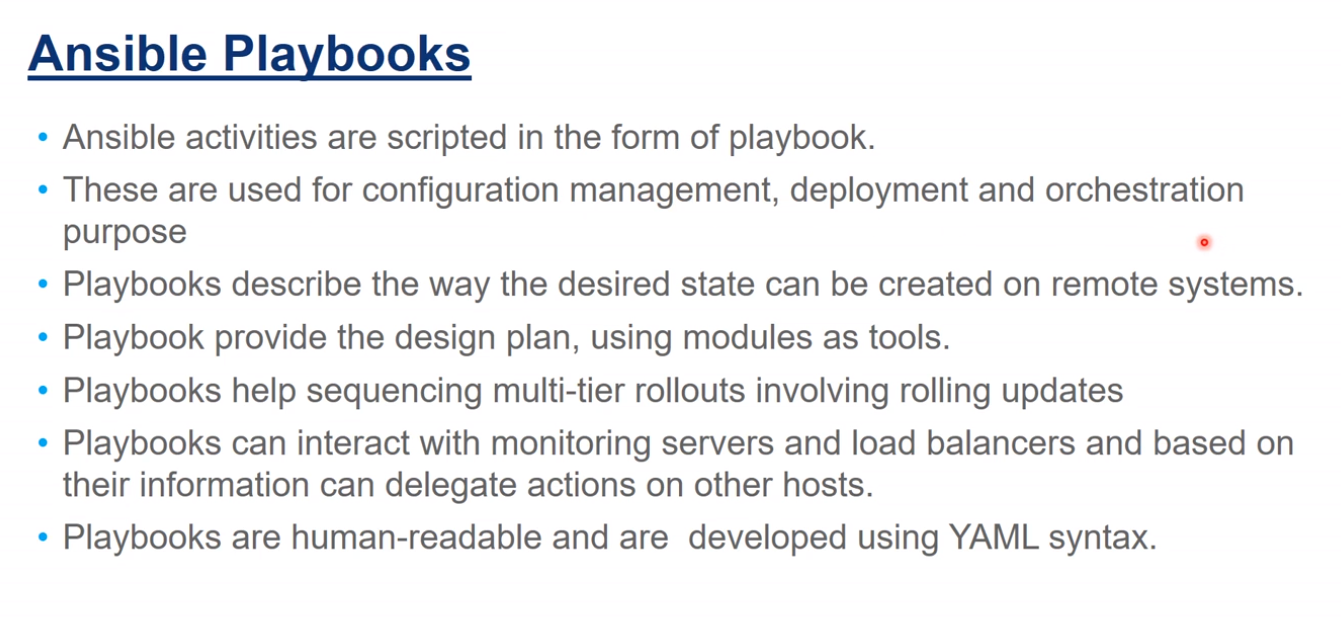 Ansible Playbooks
• Ansible activities are scripted in the form of playbook.
• These are used for configuration management, deployment and orchestration
purpose
• Playbooks describe the way the desired state can be created on remote systems.
• Playbook provide the design plan, using modules as tools.
• Playbooks help sequencing multi-tier rollouts involving rolling updates
• Playbooks can interact with monitoring servers and load balancers and based on
their information can delegate actions on other hosts.
• Playbooks are human-readable and are  developed using YAML syntax.